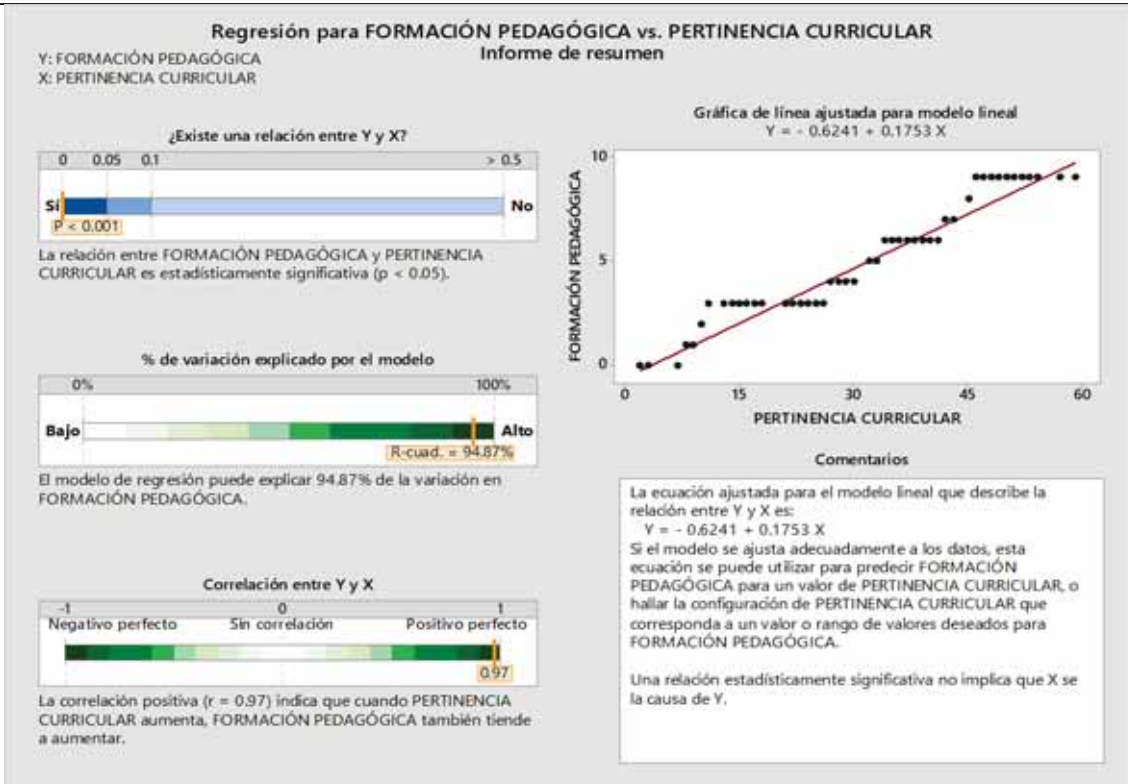 Regresión para FORMACIÓN PEDAGÓGICA vs. PERTINENCIA CURRICULAR
Informe de resumen
Y: FORMACIÓN PEDAGÓGICA
X: PERTINENCIA CURRICULAR
¿Existe una relación entre Y y X?
0 0.05 0.1 > 0.5
Sí No
P < 0.001
La relación entre FORMACIÓN PEDAGÓGICA y PERTINENCIA
CURRICULAR es estadísticamente significativa (p < 0.05).
% de variación explicado por el modelo
0% 100%
Bajo Alto
R-cuad. = 94.87%
El modelo de regresión puede explicar 94.87% de la variación en
FORMACIÓN PEDAGÓGICA.
Correlación entre Y y X
-1 0 1
Negativo perfecto Sin correlación Positivo perfecto
0.97
La correlación positiva (r = 0.97) indica que cuando PERTINENCIA
CURRICULAR aumenta, FORMACIÓN PEDAGÓGICA también tiende
a aumentar.
Gráfica de línea ajustada para modelo lineal
Y = - 0.6241 + 0.1753 X
FORMACIÓN PEDAGÓGICA
10
5
0
0 15 30 45 60
PERTINENCIA CURRICULAR
Comentarios
La ecuación ajustada para el modelo lineal que describe la
relación entre Y y X es:
Y = - 0.6241 + 0.1753 X
Si el modelo se ajusta adecuadamente a los datos, esta
ecuación se puede utilizar para predecir FORMACIÓN
PEDAGÓGICA para un valor de PERTINENCIA CURRICULAR, o
hallar la configuración de PERTINENCIA CURRICULAR que
corresponda a un valor o rango de valores deseados para
FORMACIÓN PEDAGÓGICA.
Una relación estadísticamente significativa no implica que X se
la causa de Y.